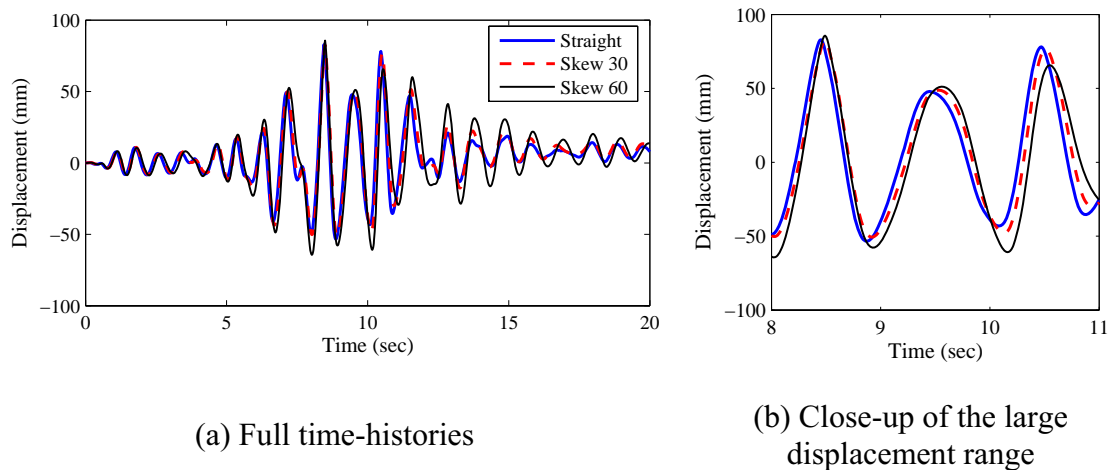 100
50
0
−50
−100
Displacement (mm)
0
5
10
15
20
Time (sec)
Straight
Skew 30
Skew 60
(a) Full time-histories
100
50
0
−50
−100
Displacement (mm)
8
9
10
11
Time (sec)
(b) Close-up of the large
displacement range